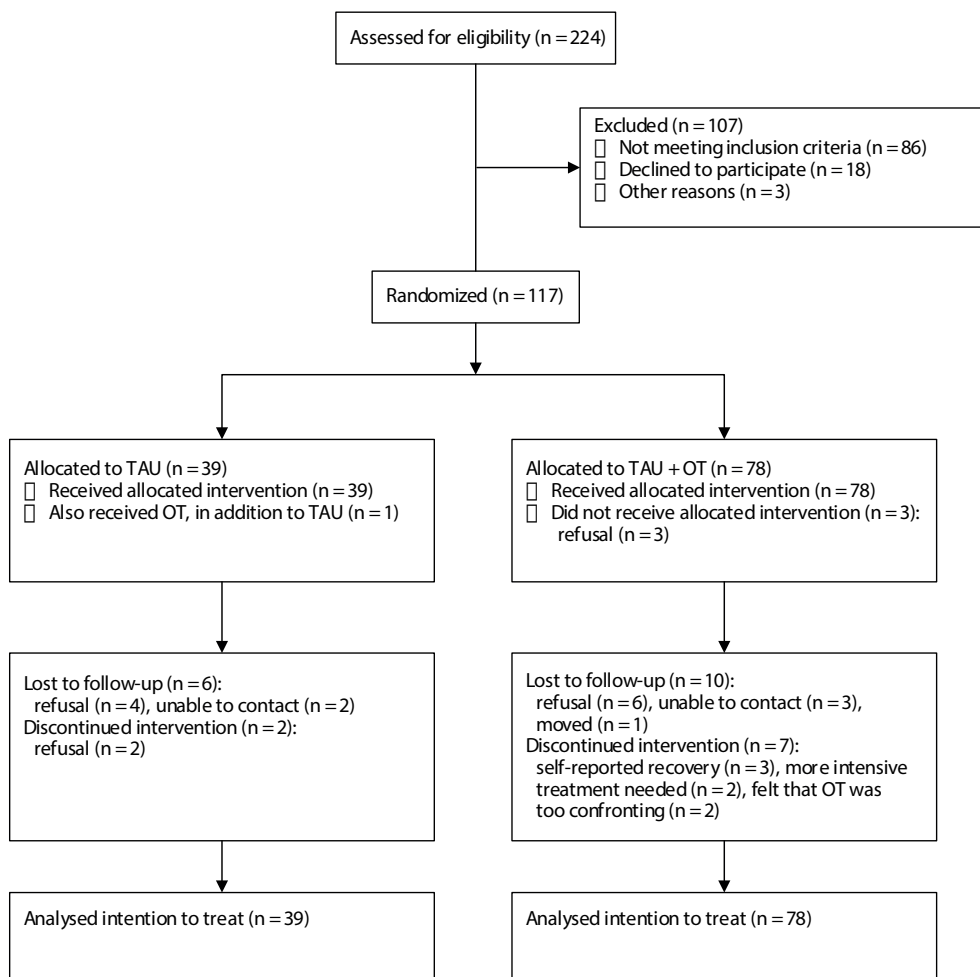 Assessed for eligibility (n = 224)
Excluded (n = 107)
▯ Not meeting inclusion criteria (n = 86)
▯ Declined to participate (n = 18)
▯ Other reasons (n = 3)
Randomized (n = 117)
Allocated to TAU (n = 39)
▯ Received allocated intervention (n = 39)
▯ Also received OT, in addition to TAU (n = 1)
Allocated to TAU + OT (n = 78)
▯ Received allocated intervention (n = 78)
▯ Did not receive allocated intervention (n = 3):
refusal (n = 3)
Lost to follow-up (n = 6):
refusal (n = 4), unable to contact (n = 2)
Discontinued intervention (n = 2):
refusal (n = 2)
Lost to follow-up (n = 10):
refusal (n = 6), unable to contact (n = 3),
moved (n = 1)
Discontinued intervention (n = 7):
self-reported recovery (n = 3), more intensive
treatment needed (n = 2), felt that OT was
too confronting (n = 2)
Analysed intention to treat (n = 39)
Analysed intention to treat (n = 78)